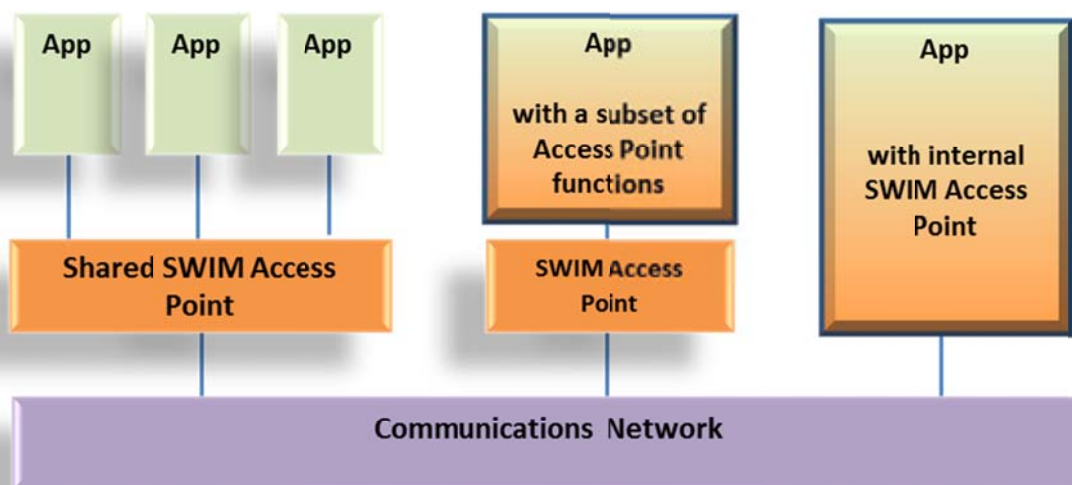 App
App
App
Shared SWIM Access
Point
App
with a subset of
Access Point
functions
SWIM Access
Point
App
with internal
SWIM Access
Point
Communications Network